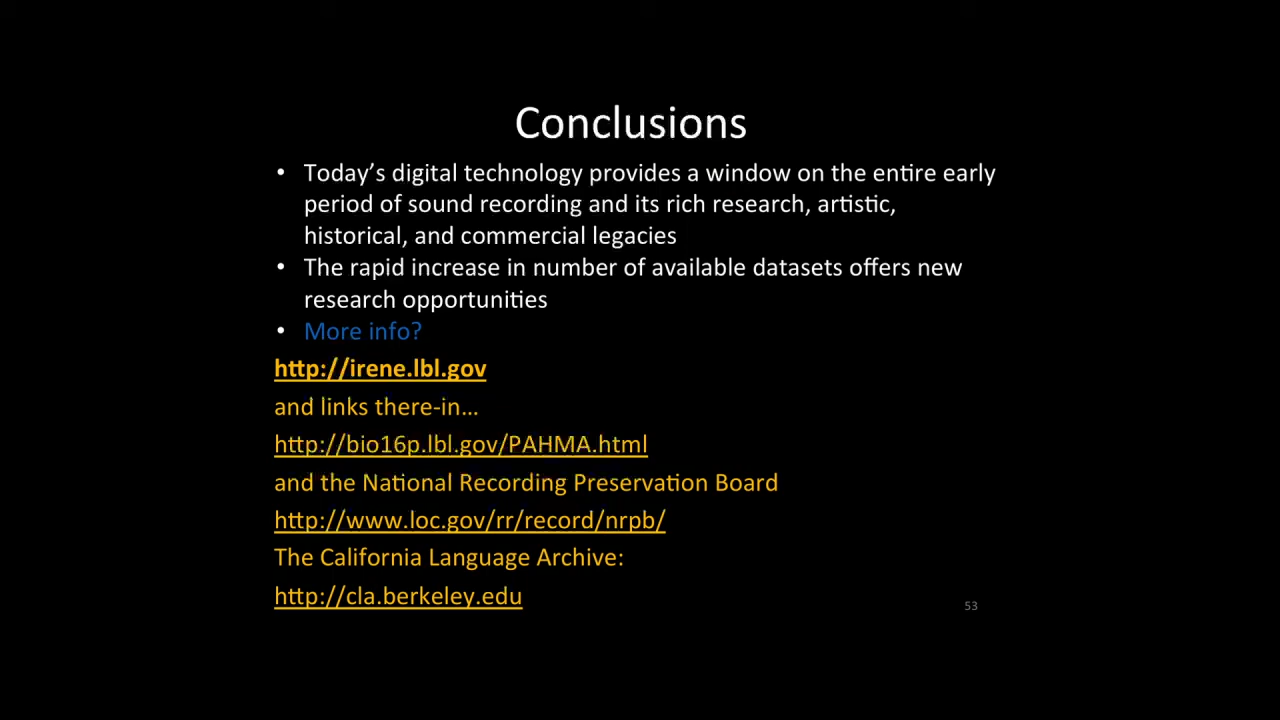 Conclusions
• Today’s digital technology provides a window on the entire early
period of sound recording and its rich research, artistic,
historical, and commercial legacies
• The rapid increase in number of available datasets offers new
research opportunities
• More info?
http://irene.lbl.gov
and links there-in…
http://bio16p.lbl.gov/PAHMA.html
and the National Recording Preservation Board
http://www.loc.gov/rr/record/nrpb/
The California Language Archive:
http://cla.berkeley.edu
53